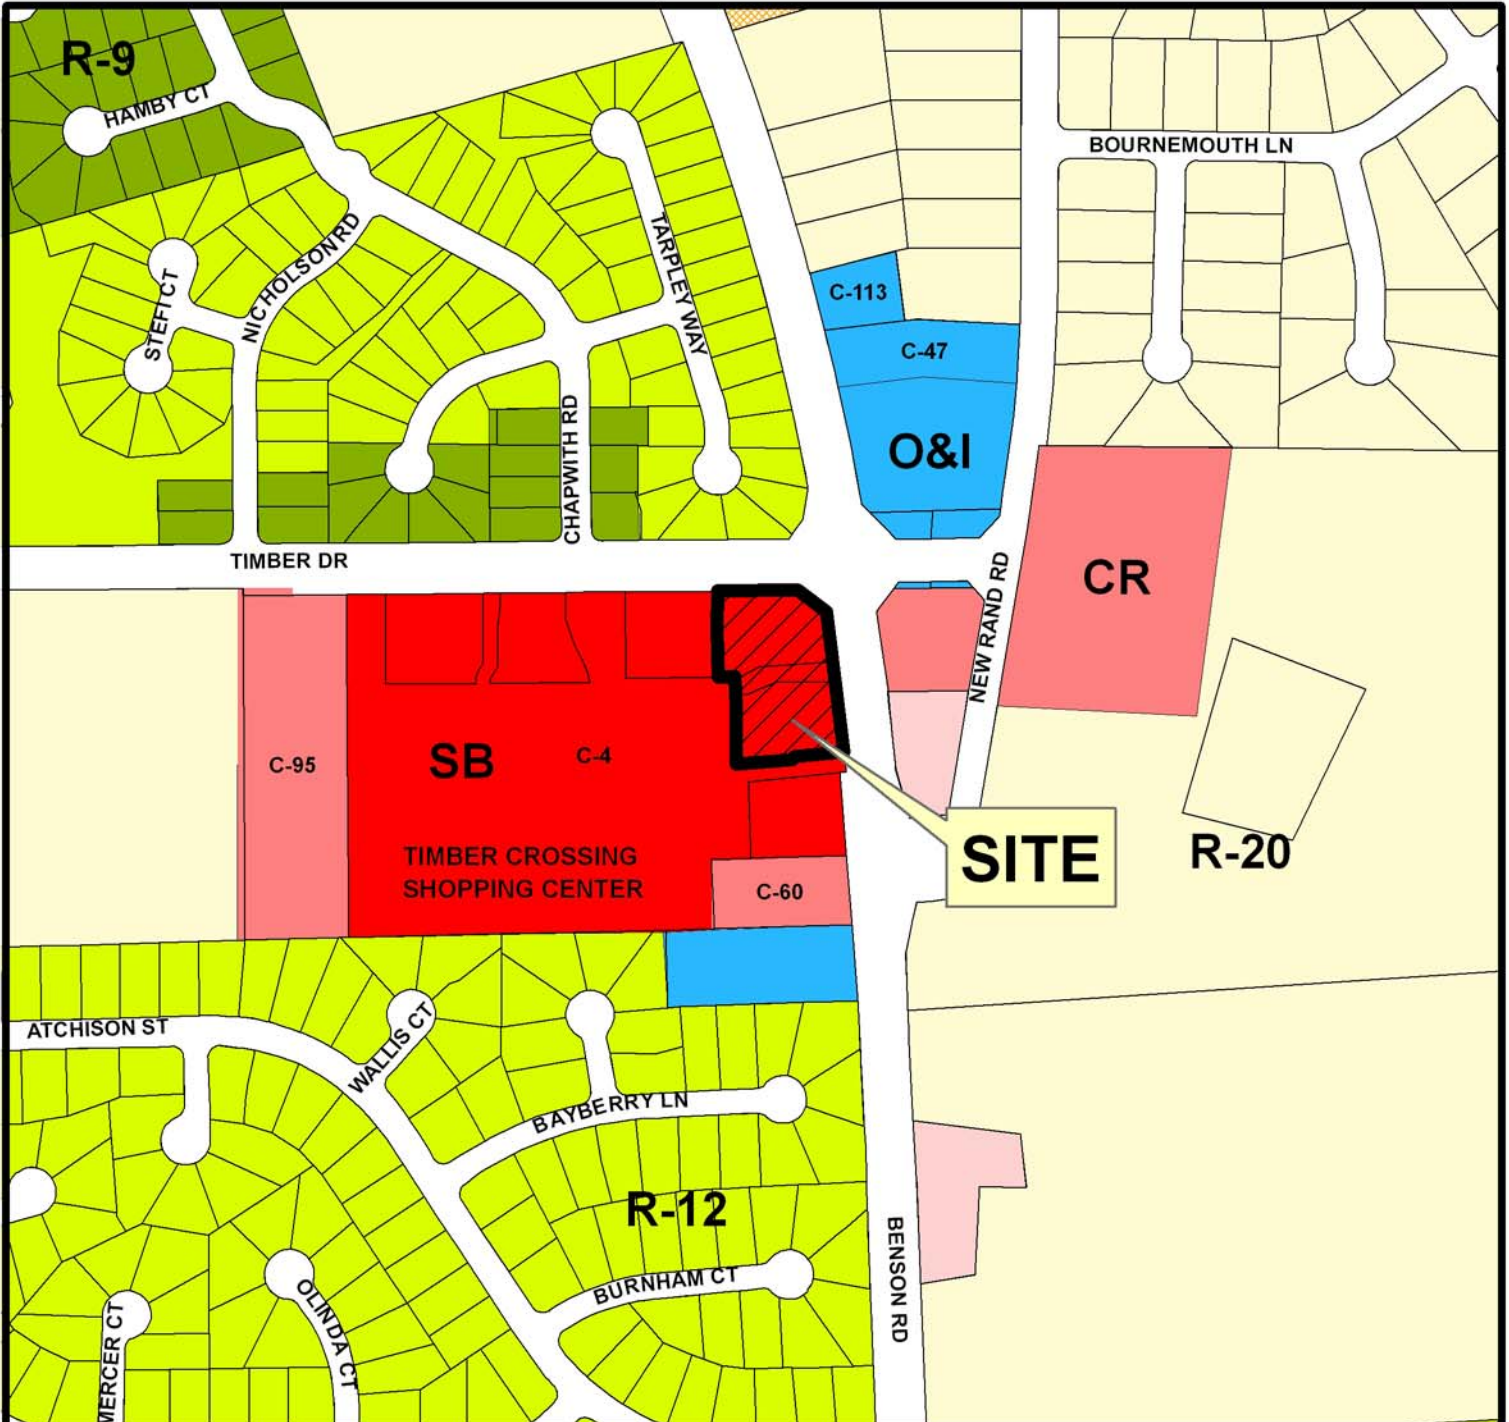 R-9
HAMBY CT
BOURNEMOUTH LN
TARPLEY WAY
NICHOLSON RD
STEFI CT
C-113
C-47
O&I
CHAPWITH RD
TIMBER DR
CR
NEW RAND RD
SB
C-4
C-95
TIMBER CROSSING
SHOPPING CENTER
C-60
SITE
R-20
ATCHISON ST
WALLIS CT
BAYBERRY LN
R-12
BENSON RD
BURNHAM CT
OLINDA CT
MERCER CT